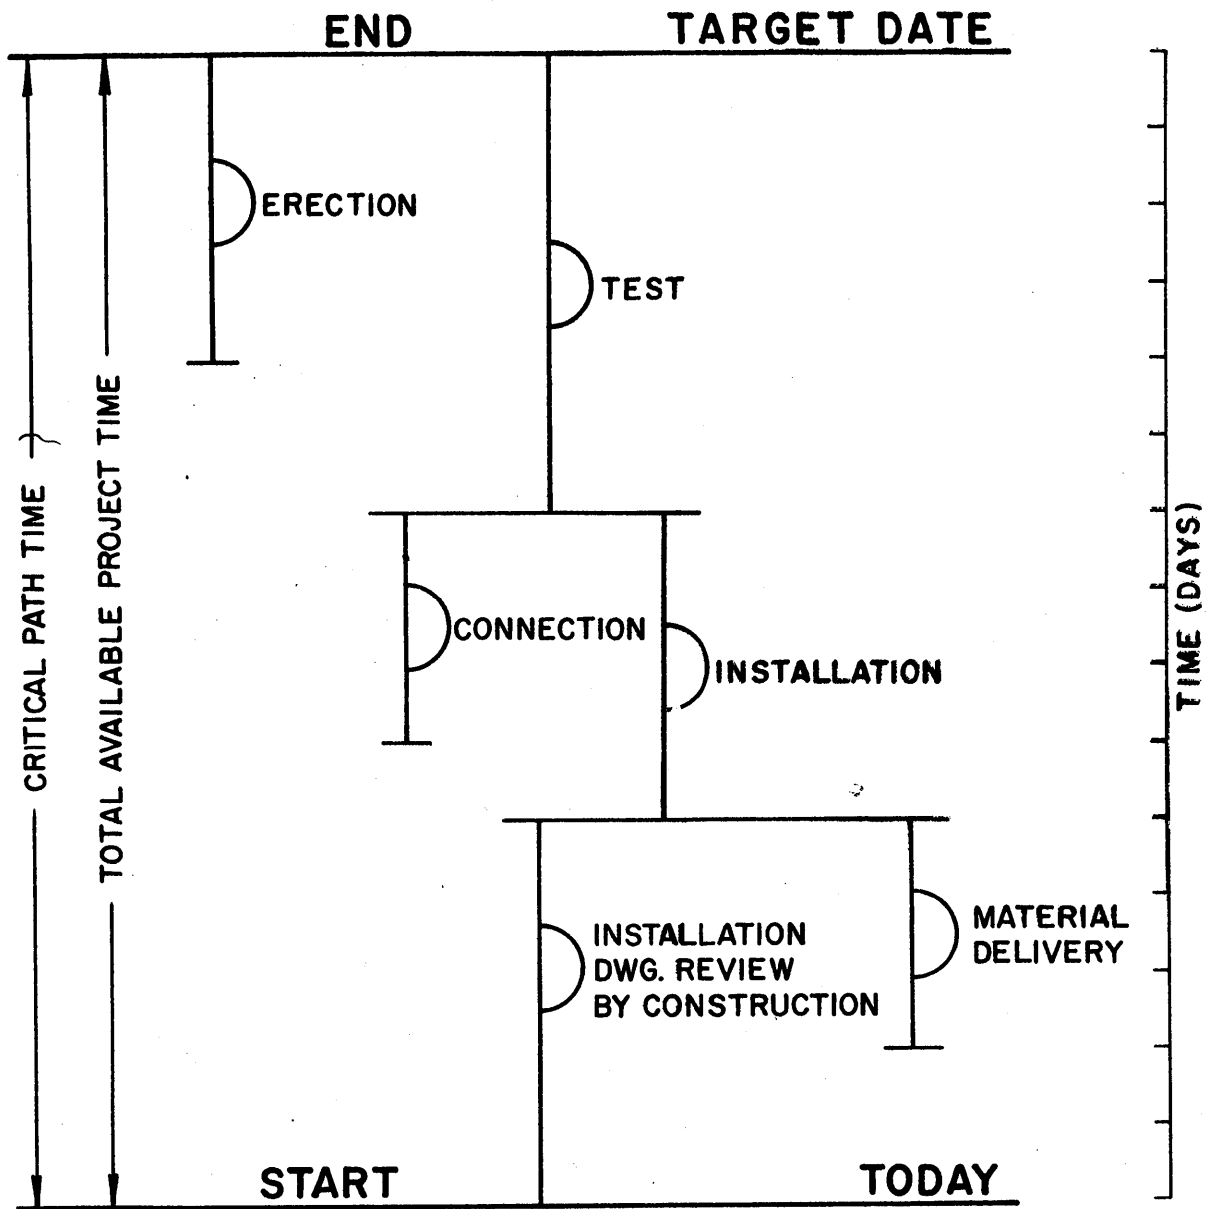 END
TARGET DATE
ERECTION
TEST
CRITICAL PATH TIME
TOTAL AVAILABLE PROJECT TIME
TIME (DAYS)
CONNECTION
INSTALLATION
INSTALLATION
DWG. REVIEW
BY CONSTRUCTION
MATERIAL
DELIVERY
START
TODAY